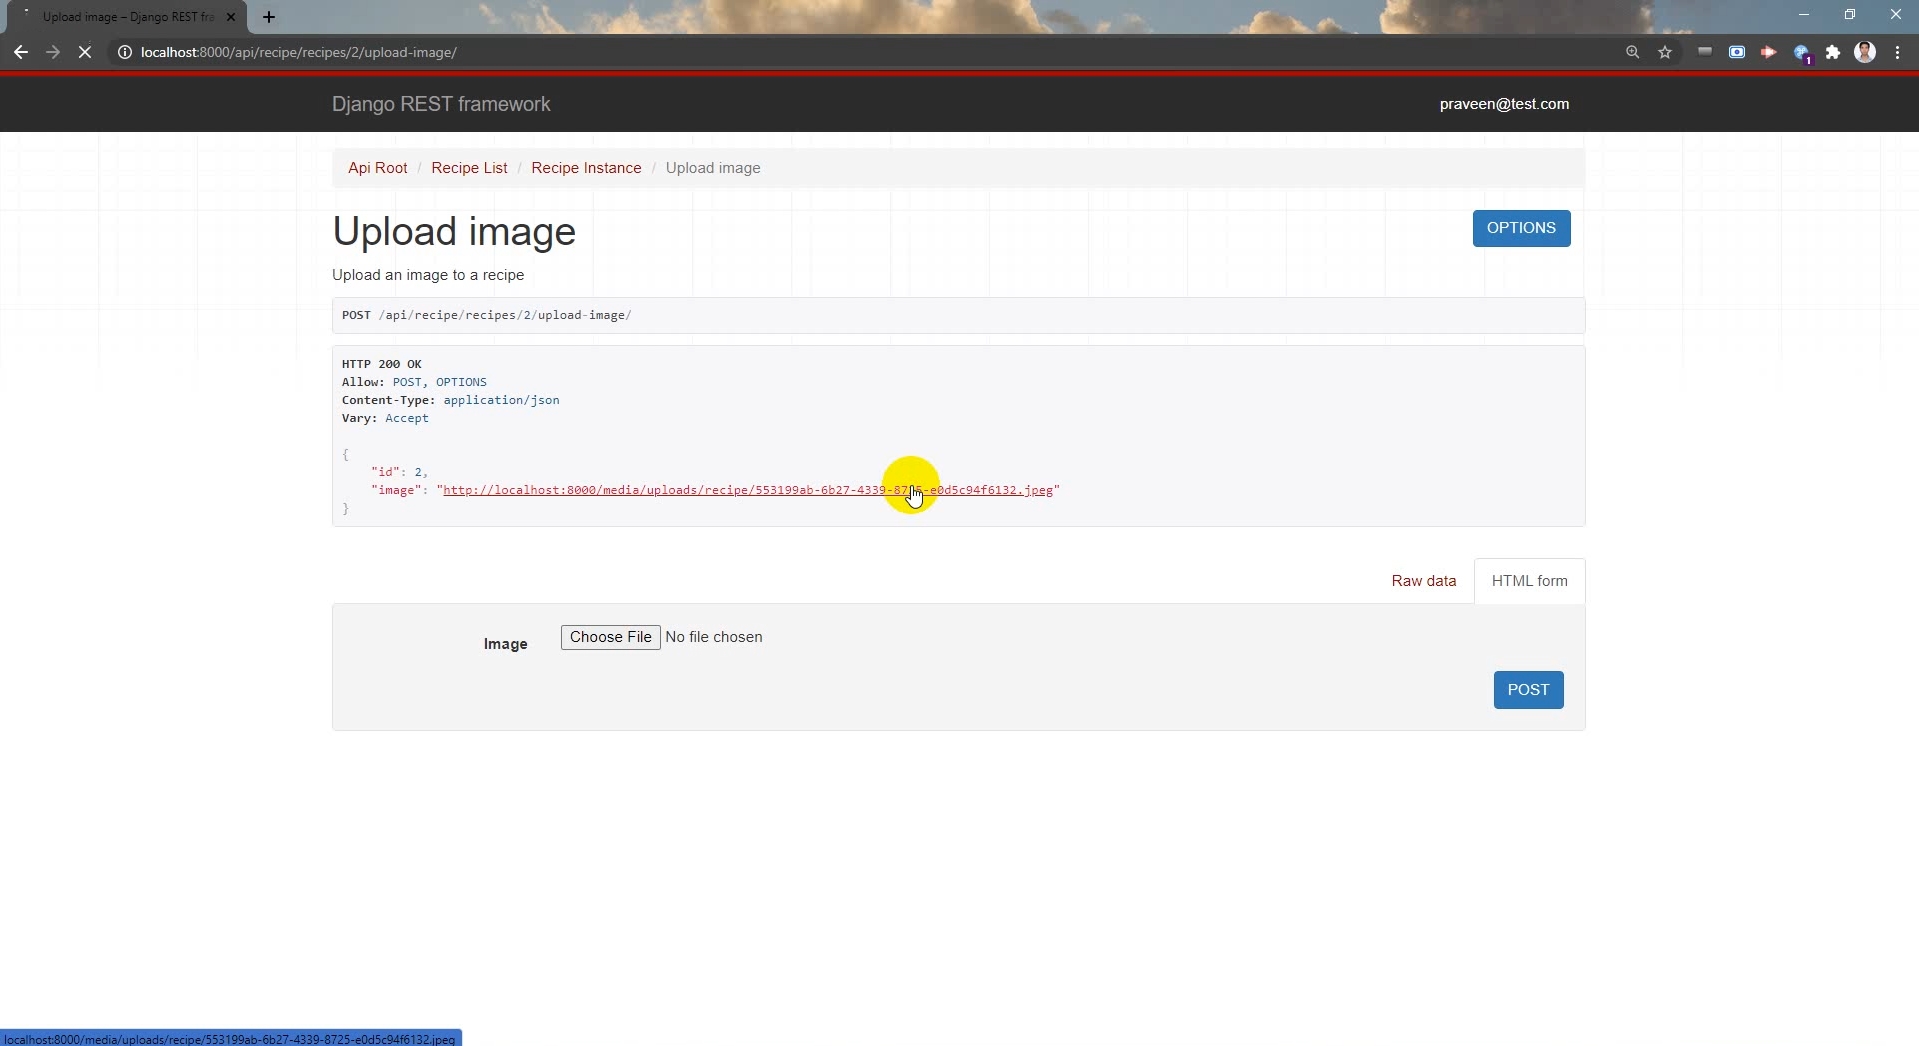 Upload image – Django REST fra
localhost:8000/api/recipe/recipes/2/upload-image/
1
Django REST framework
praveen@test.com
Api Root / Recipe List / Recipe Instance / Upload image
Upload image
OPTIONS
Upload an image to a recipe
POST /api/recipe/recipes/2/upload-image/
HTTP 200 OK
Allow: POST, OPTIONS
Content-Type: application/json
Vary: Accept
{
"id": 2,
"image": "http://localhost:8000/media/uploads/recipe/553199ab-6b27-4339-8725-e0d5c94f6132.jpeg"
}
Raw data
HTML form
Image
Choose File No file chosen
POST
localhost:8000/media/uploads/recipe/553199ab-6b27-4339-8725-e0d5c94f6132.jpeg